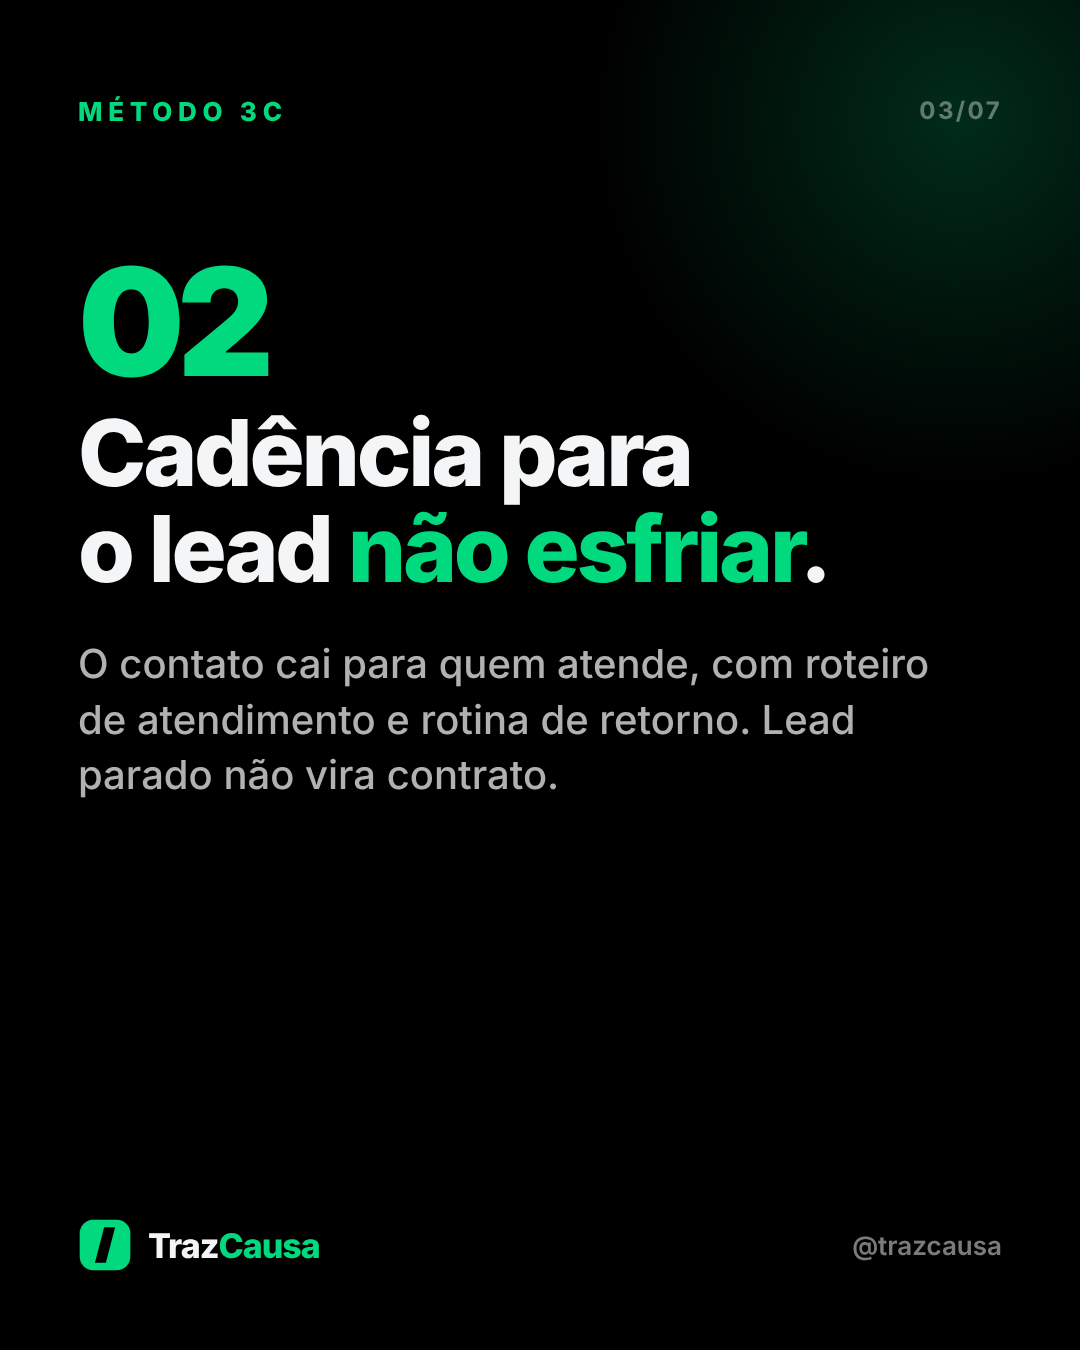 MÉTODO 3C
03/07
02
Cadência para
o lead não esfriar.
O contato cai para quem atende, com roteiro
de atendimento e rotina de retorno. Lead
parado não vira contrato.
TrazCausa
@trazcausa